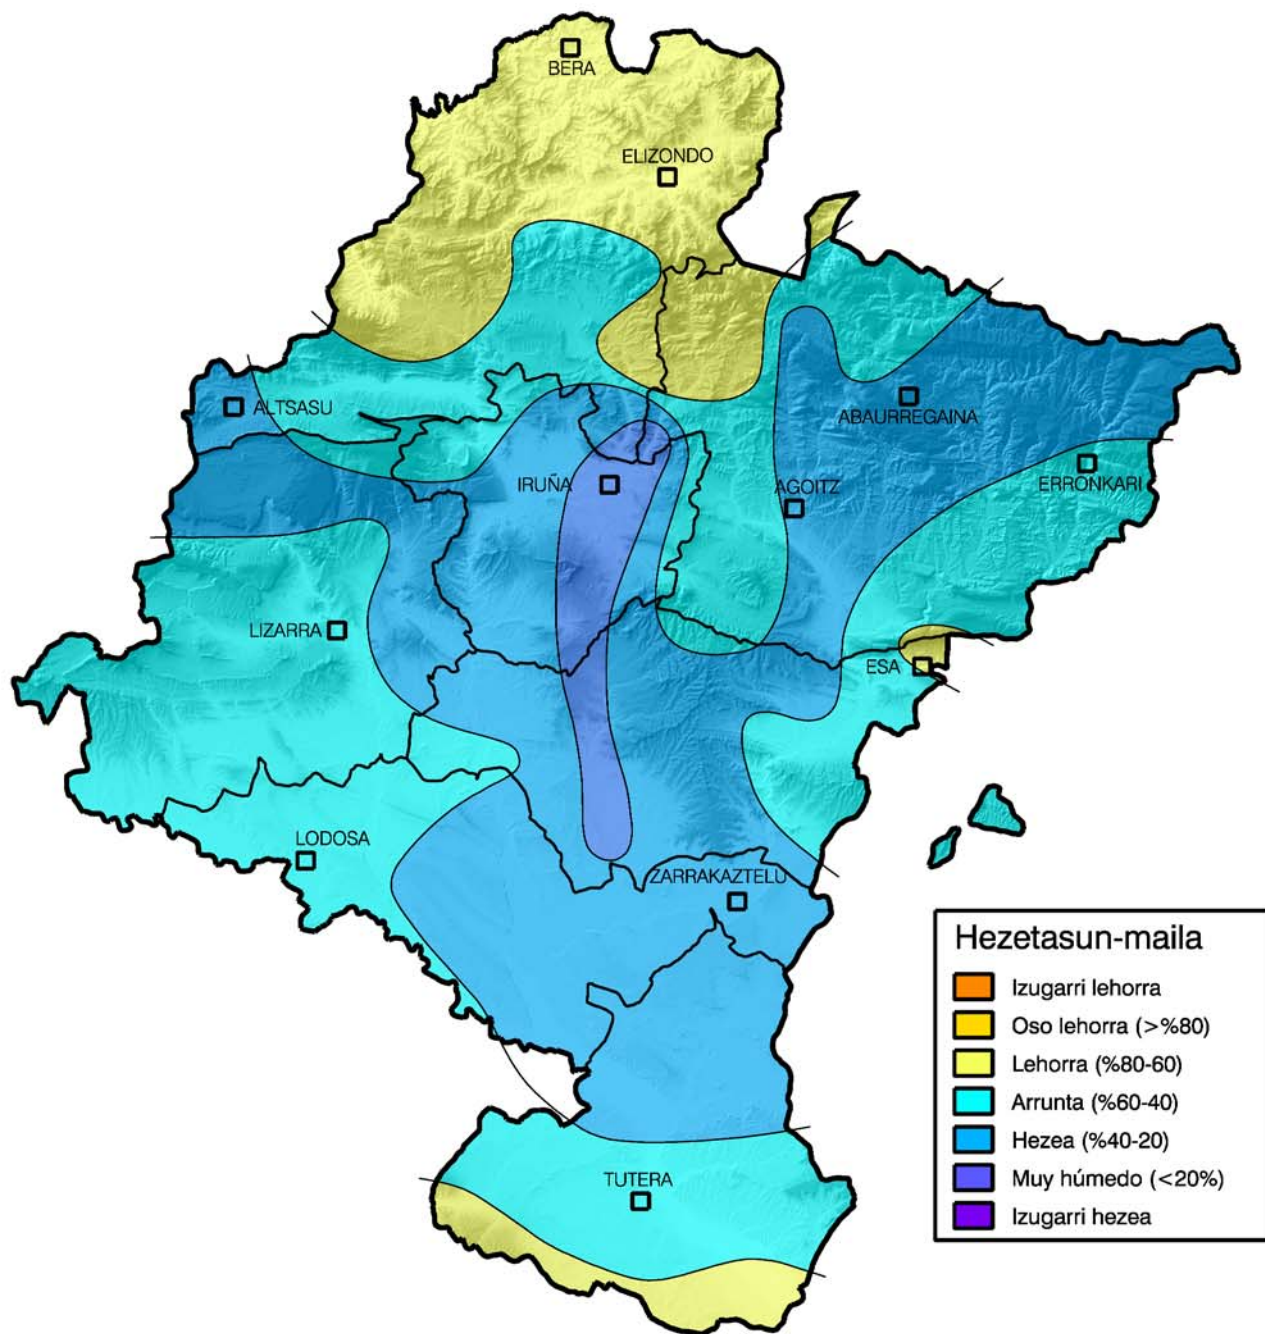 BERA
ELIZONDO
ALTSASU
ABAURREGAINA
IRUÑA
AGOITZ
ERRONKARI
LIZARRA
ESA
LODOSA
ZARRAKAZTELU
TUTERA
Hezetasun-maila
Izugarri lehorra
Oso lehorra (>%80)
Lehorra (%80-60)
Arrunta (%60-40)
Hezea (%40-20)
Muy húmedo (<20%)
Izugarri hezea